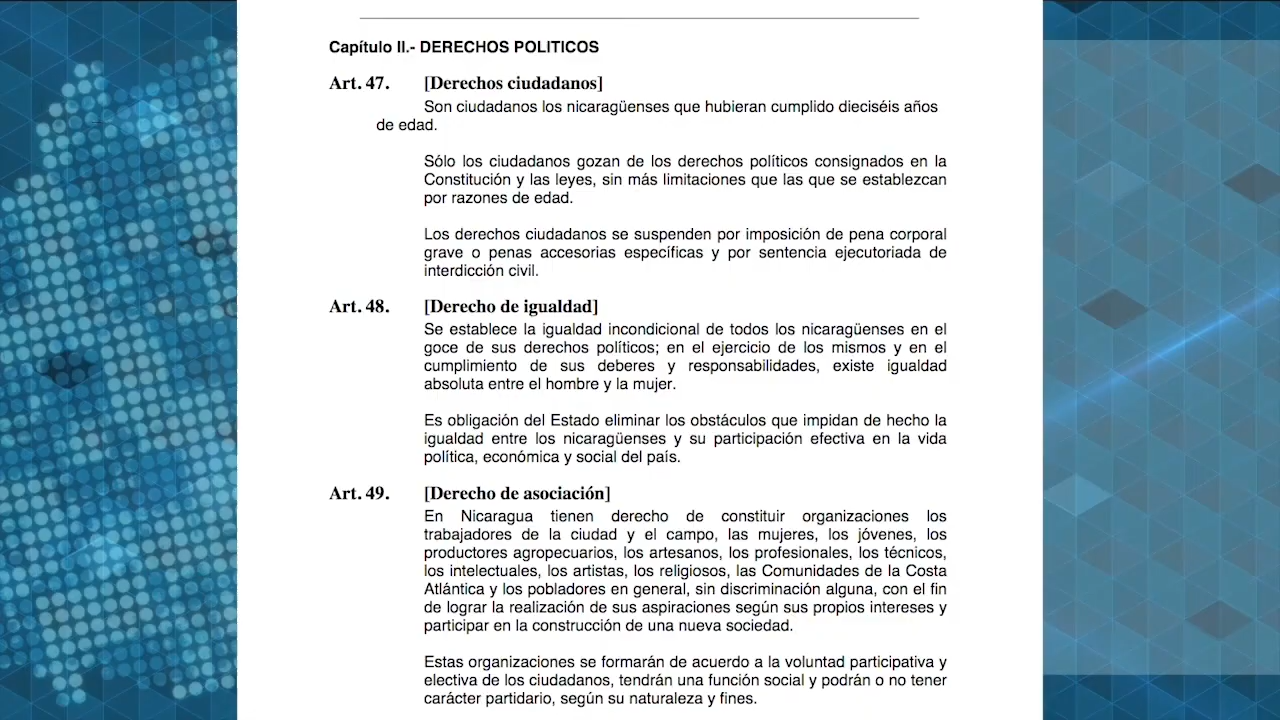 Capítulo II.- DERECHOS POLITICOS
Art. 47. [Derechos ciudadanos]
Son ciudadanos los nicaragüenses que hubieran cumplido dieciséis años
de edad.
Sólo los ciudadanos gozan de los derechos políticos consignados en la
Constitución y las leyes, sin más limitaciones que las que se establezcan
por razones de edad.
Los derechos ciudadanos se suspenden por imposición de pena corporal
grave o penas accesorias específicas y por sentencia ejecutoriada de
interdicción civil.
Art. 48. [Derecho de igualdad]
Se establece la igualdad incondicional de todos los nicaragüenses en el
goce de sus derechos políticos; en el ejercicio de los mismos y en el
cumplimiento de sus deberes y responsabilidades, existe igualdad
absoluta entre el hombre y la mujer.
Es obligación del Estado eliminar los obstáculos que impidan de hecho la
igualdad entre los nicaragüenses y su participación efectiva en la vida
política, económica y social del país.
Art. 49. [Derecho de asociación]
En Nicaragua tienen derecho de constituir organizaciones los
trabajadores de la ciudad y el campo, las mujeres, los jóvenes, los
productores agropecuarios, los artesanos, los profesionales, los técnicos,
los intelectuales, los artistas, los religiosos, las Comunidades de la Costa
Atlántica y los pobladores en general, sin discriminación alguna, con el fin
de lograr la realización de sus aspiraciones según sus propios intereses y
participar en la construcción de una nueva sociedad.
Estas organizaciones se formarán de acuerdo a la voluntad participativa y
electiva de los ciudadanos, tendrán una función social y podrán o no tener
carácter partidario, según su naturaleza y fines.